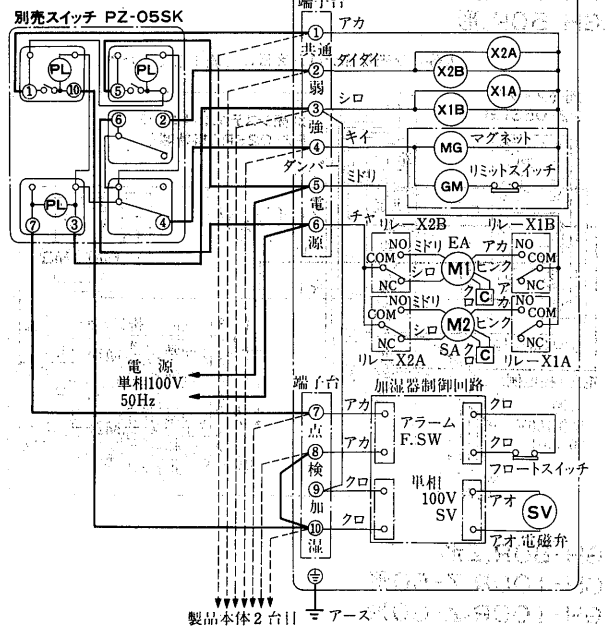 別売スイッチ PZ-05SK
PL
PL
① ⑩ ⑤
⑥ ②
PL
④
⑦ ③
端子台
① アカ
共通
② ダイダイ
弱
③ シロ
強
④ キイ
ダンパー
⑤ ミドリ
電
⑥ チャ
源
X2A
X2B
X1A
X1B
MG マグネット
GM リミットスイッチ
リレーX2B リレーX1B
NO ミドリ EA アカ NO
COM M1 ピンク COM
NC シロ クロ C NC
NO ミドリ アカ NO
COM M2 ピンク COM
NC シロ SA クロ C NC
リレーX2A リレーX1A
電源
単相100V
50Hz
端子台 加湿器制御回路
⑦ アカ
点
⑧ アカ
検
⑨ クロ
加
⑩ クロ
湿
アラーム
F.SW
クロ
クロ
フロートスイッチ
単相
100V
SV
アオ
SV
アオ 電磁弁
アース
製品本体2台目